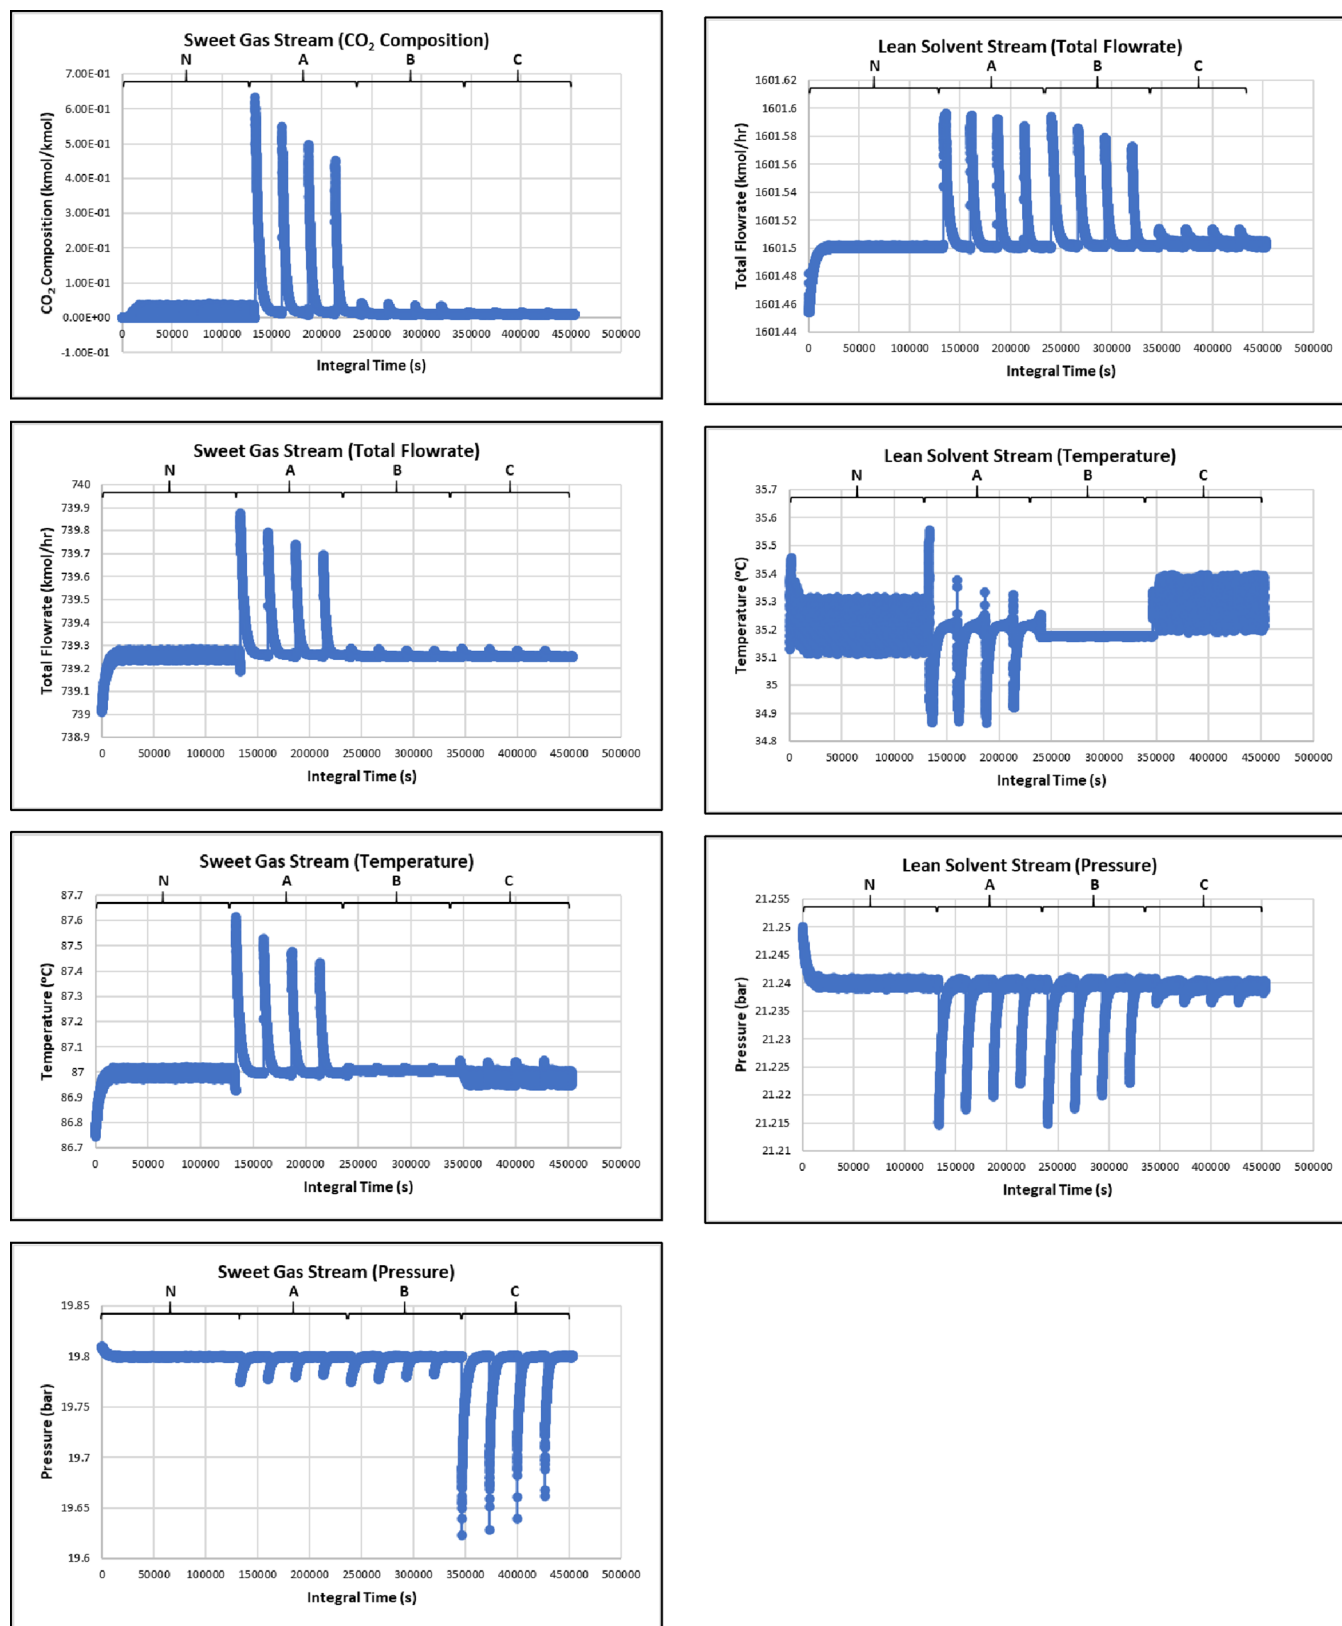 Sweet Gas Stream (CO₂ Composition)
N A B C
7.00E-01
6.00E-01
5.00E-01
4.00E-01
3.00E-01
2.00E-01
1.00E-01
0.00E+00
-1.00E-01
CO₂ Composition (kmol/kmol)
0 50000 100000 150000 200000 250000 300000 350000 400000 450000 500000
Integral Time (s)
Lean Solvent Stream (Total Flowrate)
N A B C
1601.62
1601.6
1601.58
1601.56
1601.54
1601.52
1601.5
1601.48
1601.46
1601.44
Total Flowrate (kmol/hr)
0 50000 100000 150000 200000 250000 300000 350000 400000 450000 500000
Integral Time (s)
Sweet Gas Stream (Total Flowrate)
N A B C
740
739.9
739.8
739.7
739.6
739.5
739.4
739.3
739.2
739.1
739
738.9
Total Flowrate (kmol/hr)
0 50000 100000 150000 200000 250000 300000 350000 400000 450000 500000
Integral Time (s)
Lean Solvent Stream (Temperature)
N A B C
35.7
35.6
35.5
35.4
35.3
35.2
35.1
35
34.9
34.8
Temperature (°C)
0 50000 100000 150000 200000 250000 300000 350000 400000 450000 500000
Integral Time (s)
Sweet Gas Stream (Temperature)
N A B C
87.7
87.6
87.5
87.4
87.3
87.2
87.1
87
86.9
86.8
86.7
Temperature (°C)
0 50000 100000 150000 200000 250000 300000 350000 400000 450000 500000
Integral Time (s)
Lean Solvent Stream (Pressure)
N A B C
21.255
21.25
21.245
21.24
21.235
21.23
21.225
21.22
21.215
21.21
Pressure (bar)
0 50000 100000 150000 200000 250000 300000 350000 400000 450000 500000
Integral Time (s)
Sweet Gas Stream (Pressure)
N A B C
19.85
19.8
19.75
19.7
19.65
19.6
Pressure (bar)
0 50000 100000 150000 200000 250000 300000 350000 400000 450000 500000
Integral Time (s)